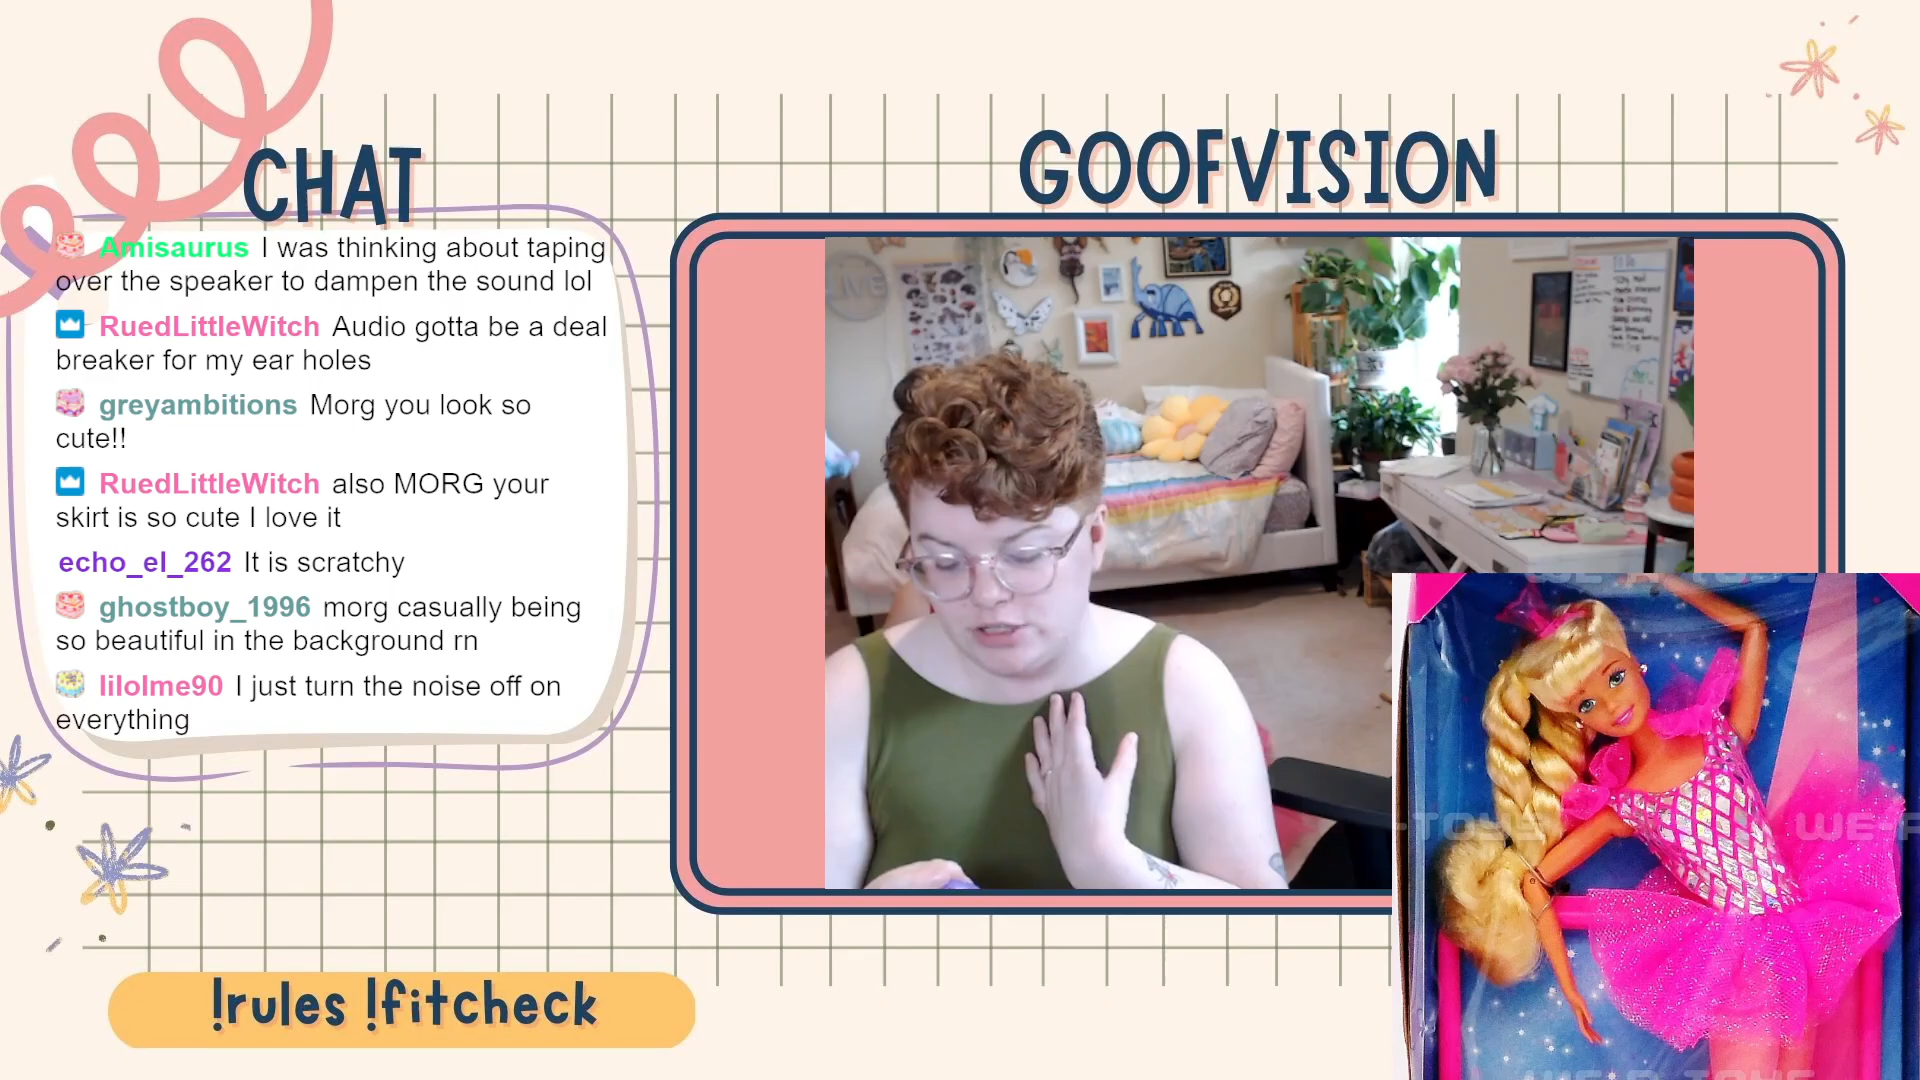 CHAT
GOOFVISION
Amisaurus I was thinking about taping
over the speaker to dampen the sound lol
RuedLittleWitch Audio gotta be a deal
breaker for my ear holes
greyambitions Morg you look so
cute!!
RuedLittleWitch also MORG your
skirt is so cute I love it
echo_el_262 It is scratchy
ghostboy_1996 morg casually being
so beautiful in the background rn
lilolme90 I just turn the noise off on
everything
!rules !fitcheck
LIVE